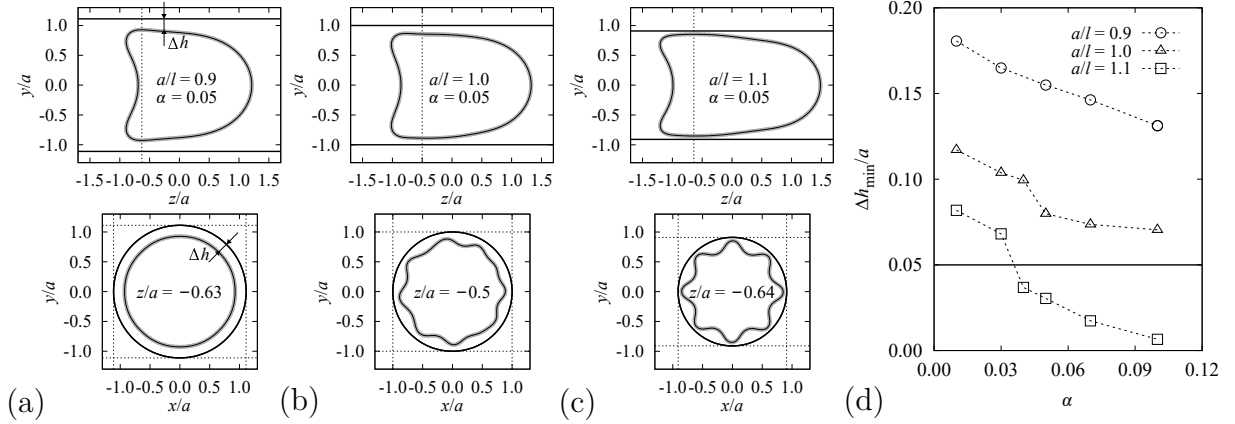 1.0
0.5
0.0
-0.5
-1.0
y/a
Δh
a/l = 0.9
α = 0.05
-1.5 -1.0 -0.5 0.0 0.5 1.0 1.5
z/a
1.0
0.5
0.0
-0.5
-1.0
y/a
Δh
z/a = −0.63
-1.0 -0.5 0.0 0.5 1.0
x/a
(a)
1.0
0.5
0.0
-0.5
-1.0
y/a
a/l = 1.0
α = 0.05
-1.5 -1.0 -0.5 0.0 0.5 1.0 1.5
z/a
1.0
0.5
0.0
-0.5
-1.0
y/a
z/a = −0.5
-1.0 -0.5 0.0 0.5 1.0
x/a
(b)
1.0
0.5
0.0
-0.5
-1.0
y/a
a/l = 1.1
α = 0.05
-1.5 -1.0 -0.5 0.0 0.5 1.0 1.5
z/a
1.0
0.5
0.0
-0.5
-1.0
y/a
z/a = −0.64
-1.0 -0.5 0.0 0.5 1.0
x/a
(c)
0.20
0.15
0.10
0.05
0.00
Δhmin/a
a/l = 0.9
a/l = 1.0
a/l = 1.1
0.00 0.03 0.06 0.09 0.12
α
(d)